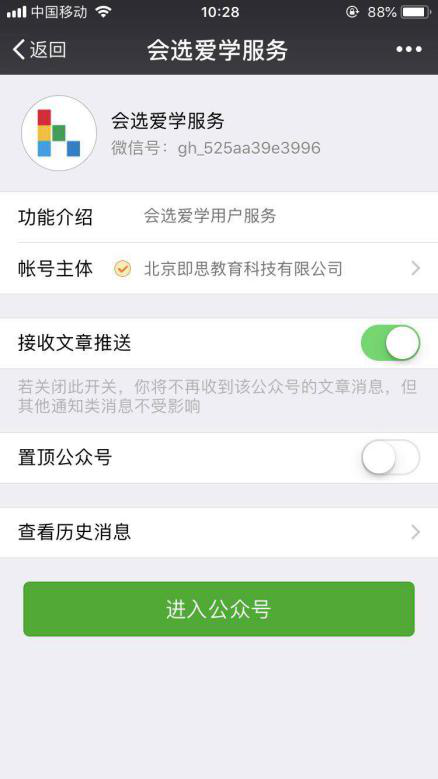 中国移动 10:28 88%
返回 会选爱学服务
会选爱学服务
微信号：gh_525aa39e3996
功能介绍 会选爱学用户服务
帐号主体 北京即思教育科技有限公司
接收文章推送
若关闭此开关，你将不再收到该公众号的文章消息，但
其他通知类消息不受影响
置顶公众号
查看历史消息
进入公众号